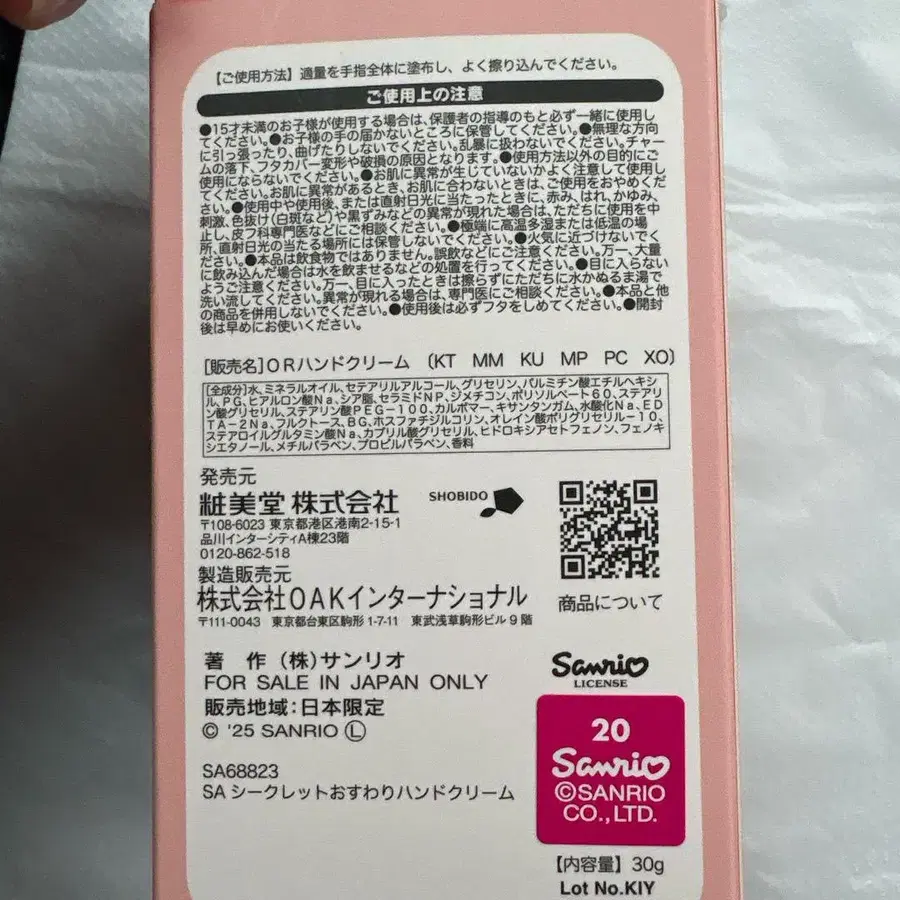 【ご使用方法】適量を手指全体に塗布し、よく擦り込んでください。
ご使用上の注意
●15才未満のお子様が使用する場合は、保護者の指導のもと必ず一緒に使用し
てください。●お子様の手の届かないところに保管してください。●無理な方向
に引っ張ったり、曲げたりしないでください。乱暴に扱わないでください。チャー
ムの落下、フタカバー変形や破損の原因となります。●使用方法以外の目的にご
使用にならないでください。●お肌に異常が生じていないかよく注意して使用し
てください。お肌に異常があるとき、お肌に合わないときは、ご使用をおやめくだ
さい。●使用中や使用後、または直射日光に当たったときに、赤み、はれ、かゆみ、
刺激、色抜け(白斑など)や黒ずみなどの異常が現れた場合は、ただちに使用を中
止し、皮フ科専門医などにご相談ください。●極端に高温多湿または低温の場
所、直射日光の当たる場所には保管しないでください。●火気に近づけないでく
ださい。●本品は飲食物ではありません。誤飲などにご注意ください。万一、大量
に飲み込んだ場合は水を飲ませるなどの処置を行ってください。●目に入らない
ようご注意ください。万一、目に入ったときは擦らずにただちに水かぬるま湯で
洗い流してください。異常が現れる場合は、専門医にご相談ください。●本品と他
の商品を併用しないでください。●使用後は必ずフタをしめてください。●開封
後は早めにお使いください。
[販売名]ORハンドクリーム (KT MM KU MP PC XO)
[全成分]水、ミネラルオイル、セテアリルアルコール、グリセリン、パルミチン酸エチルヘキシ
ル、PG、ヒアルロン酸Na、シア脂、セラミドNP、ジメチコン、ポリソルベート60、ステアリ
ン酸グリセリル、ステアリン酸PEG-100、カルボマー、キサンタンガム、水酸化Na、ED
TA-2Na、フルクトース、BG、ホスファチジルコリン、オレイン酸ポリグリセリル-10、
ステアロイルグルタミン酸Na、カプリル酸グリセリル、ヒドロキシアセトフェノン、フェノキ
シエタノール、メチルパラベン、プロピルパラベン、香料
発売元
粧美堂 株式会社
SHOBIDO
〒108-6023 東京都港区港南2-15-1
品川インターシティA棟23階
0120-862-518
製造販売元
株式会社OAKインターナショナル
〒111-0043 東京都台東区駒形1-7-11 東武浅草駒形ビル9階
商品について
著 作 (株)サンリオ
FOR SALE IN JAPAN ONLY
販売地域:日本限定
© '25 SANRIO Ⓛ
Sanrio
LICENSE
SA68823
SA シークレットおすわりハンドクリーム
20
Sanrio
©SANRIO
CO.,LTD.
【内容量】30g
Lot No.KIY